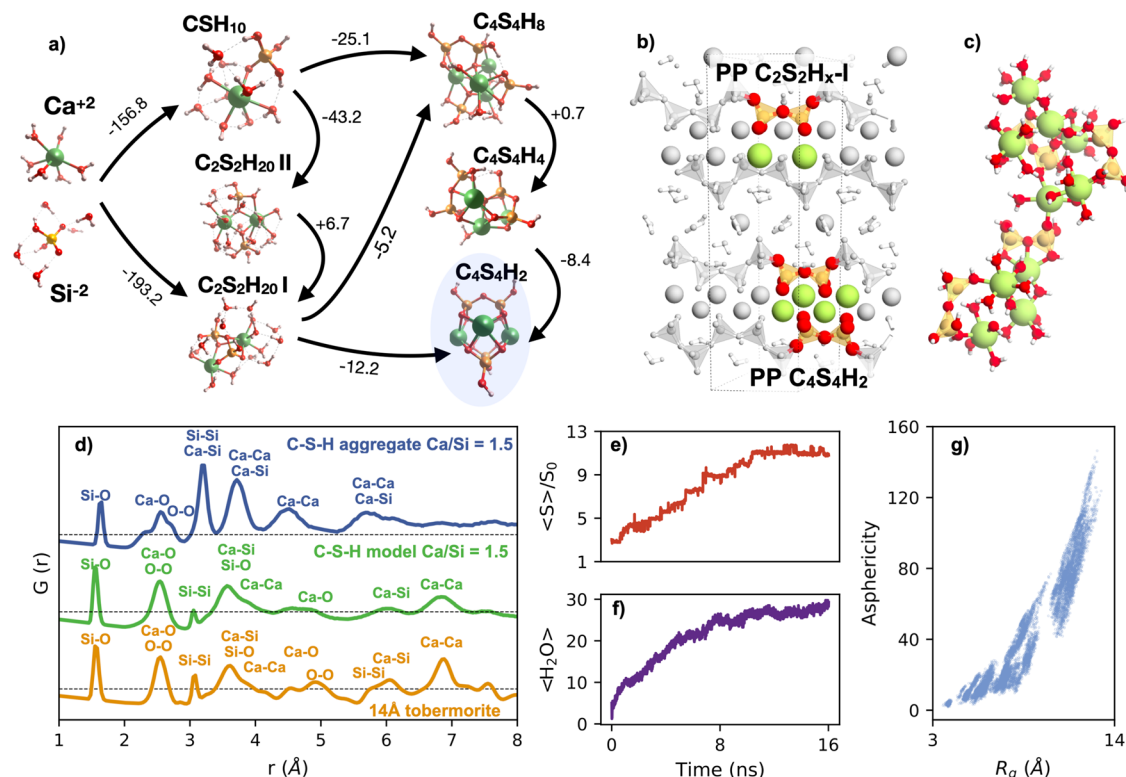 a)
CSH₁₀
-25.1
C₄S₄H₈
Ca⁺²
-156.8
-43.2
+0.7
C₂S₂H₂₀ II
C₄S₄H₄
+6.7
-5.2
Si⁻²
-193.2
C₂S₂H₂₀ I
-8.4
C₄S₄H₂
-12.2
b)
PP C₂S₂Hₓ-I
PP C₄S₄H₂
c)
d)
C-S-H aggregate Ca/Si = 1.5
Si-O
Ca-O
O-O
Si-Si
Ca-Si
Ca-Ca
Ca-Si
Ca-Ca
Ca-Ca
Ca-Si
C-S-H model Ca/Si = 1.5
Si-O
Ca-O
O-O
Si-Si
Ca-Si
Si-O
Ca-Ca
Ca-O
Ca-Si
Ca-Ca
Si-O
Ca-O
O-O
Si-Si
Ca-Si
Si-O
Ca-Ca
Ca-O
O-O
Si-Si
Ca-Si
Ca-Ca
14Å tobermorite
G (r)
1 2 3 4 5 6 7 8
r (Å)
e)
<S>/S₀
13
9
5
1
f)
<H₂O>
30
20
10
0
0 8 16
Time (ns)
g)
Asphericity
160
120
80
40
0
3 14
R_g (Å)